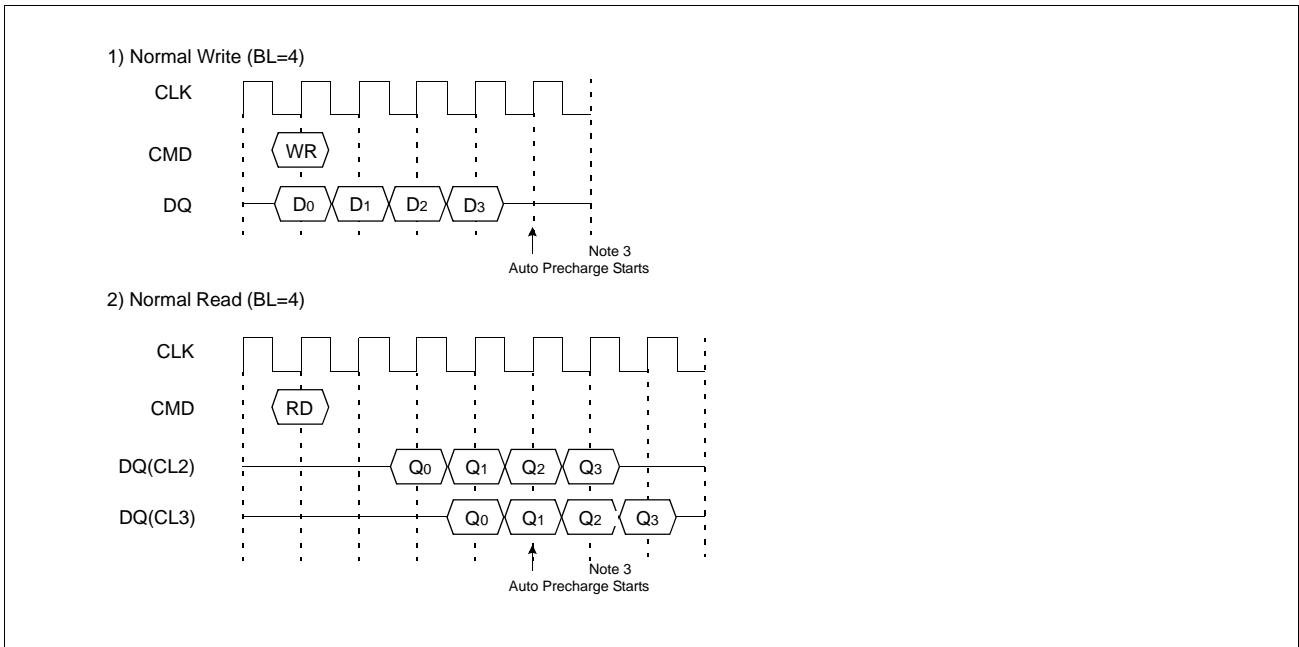 1) Normal Write (BL=4)
CLK
CMD
WR
DQ
D0 D1 D2 D3
Note 3
Auto Precharge Starts
2) Normal Read (BL=4)
CLK
CMD
RD
DQ(CL2)
Q0 Q1 Q2 Q3
DQ(CL3)
Q0 Q1 Q2 Q3
Note 3
Auto Precharge Starts